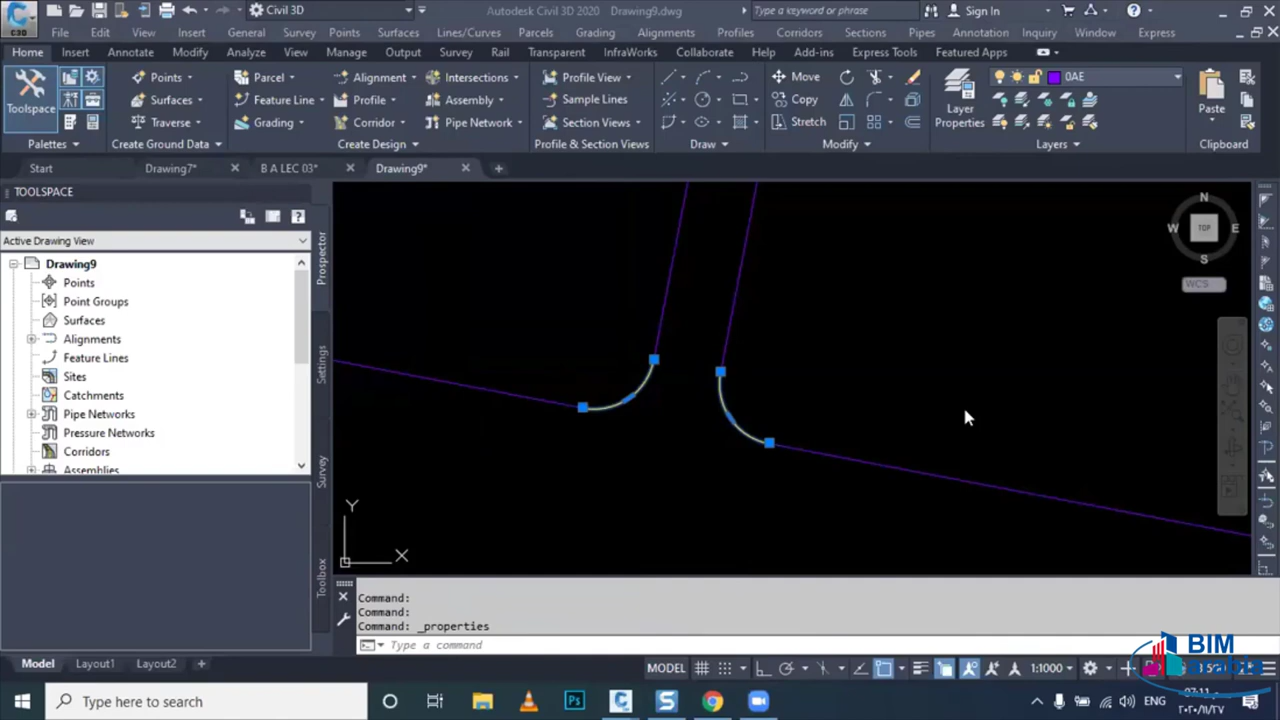 C3D
Civil 3D
Autodesk Civil 3D 2020 Drawing9.dwg
Type a keyword or phrase
Sign In
File Edit View Insert General Survey Points Surfaces Lines/Curves Parcels Grading Alignments Profiles Corridors Sections Pipes Annotation Inquiry Window Express
Home Insert Annotate Modify Analyze View Manage Output Survey Rail Transparent InfraWorks Collaborate Help Add-ins Express Tools Featured Apps
Points Parcel Alignment Intersections Profile View Move
Toolspace Surfaces Feature Line Profile Assembly Sample Lines Copy
Traverse Grading Corridor Pipe Network Section Views Stretch
0AE
Layer Properties
Paste
Palettes Create Ground Data Create Design Profile & Section Views Draw Modify Layers Clipboard
Start Drawing7* B A LEC 03* Drawing9*
TOOLSPACE
Active Drawing View
Drawing9
Points
Point Groups
Surfaces
Alignments
Feature Lines
Sites
Catchments
Pipe Networks
Pressure Networks
Corridors
Assemblies
Prospector
Settings
Survey
Toolbox
N
W TOP E
S
WCS
Y
X
Command:
Command:
Command: _properties
Type a command
Model Layout1 Layout2 +
MODEL
1:1000
BIM
arabia
Type here to search
ENG
٢٠٢٠/١١/٢٧